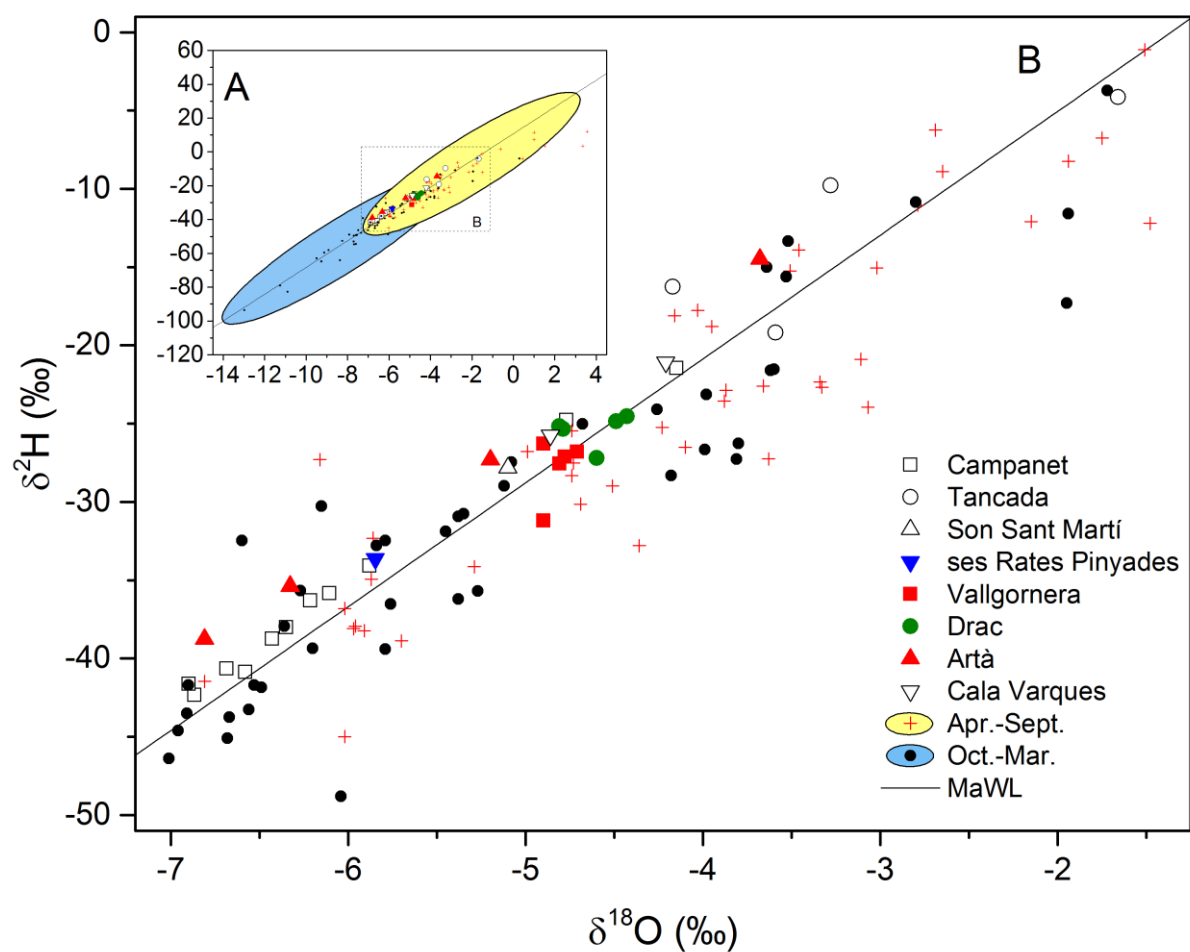 A
B
60
40
20
0
-20
-40
-60
-80
-100
-120
-14 -12 -10 -8 -6 -4 -2 0 2 4
B
0
-10
-20
-30
-40
-50
δ²H (‰)
Campanet
Tancada
Son Sant Martí
ses Rates Pinyades
Vallgornera
Drac
Artà
Cala Varques
Apr.-Sept.
Oct.-Mar.
MaWL
-7 -6 -5 -4 -3 -2
δ¹⁸O (‰)